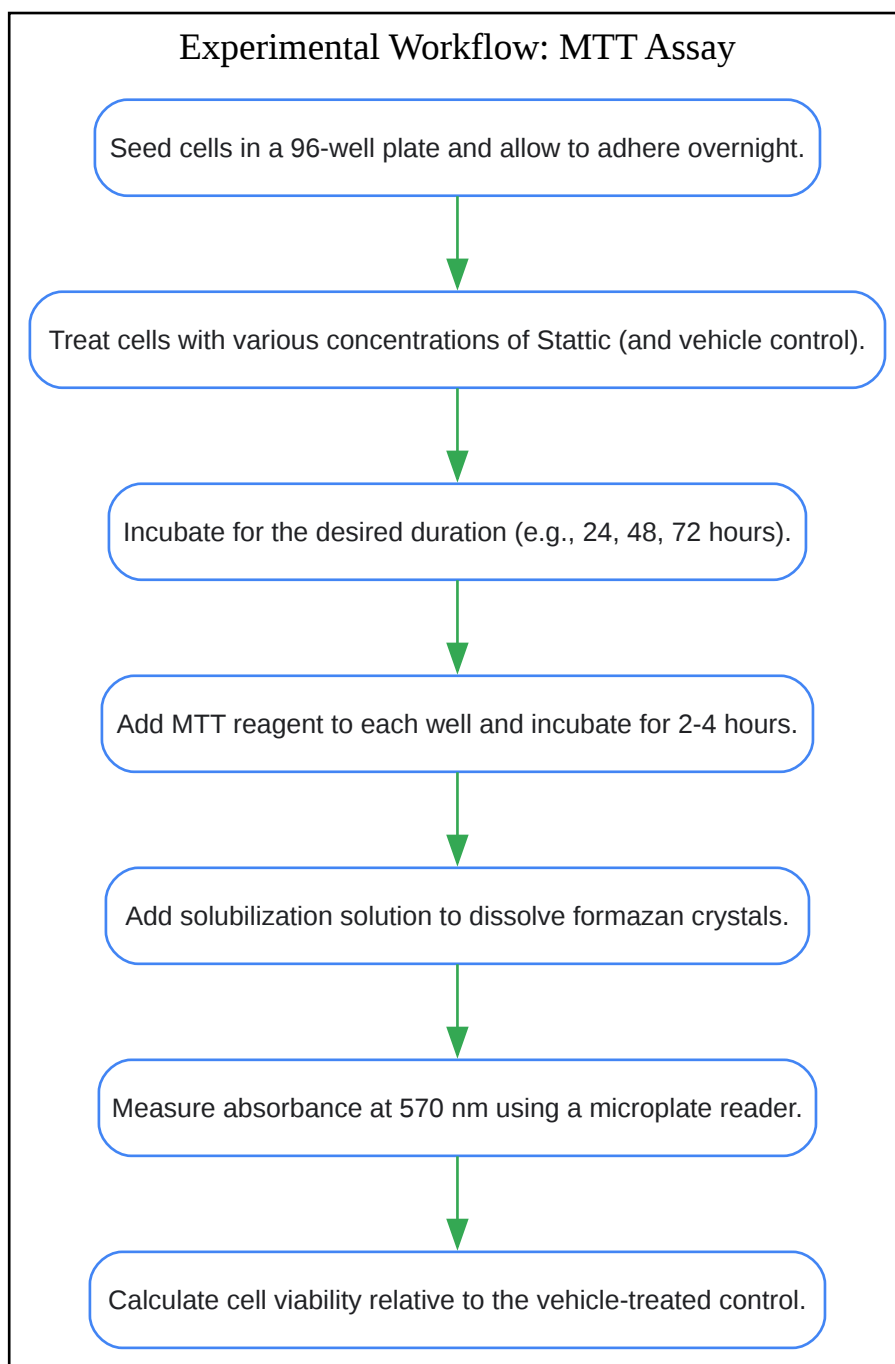 Experimental Workflow: MTT Assay
Seed cells in a 96-well plate and allow to adhere overnight.
Treat cells with various concentrations of Stattic (and vehicle control).
Incubate for the desired duration (e.g., 24, 48, 72 hours).
Add MTT reagent to each well and incubate for 2-4 hours.
Add solubilization solution to dissolve formazan crystals.
Measure absorbance at 570 nm using a microplate reader.
Calculate cell viability relative to the vehicle-treated control.